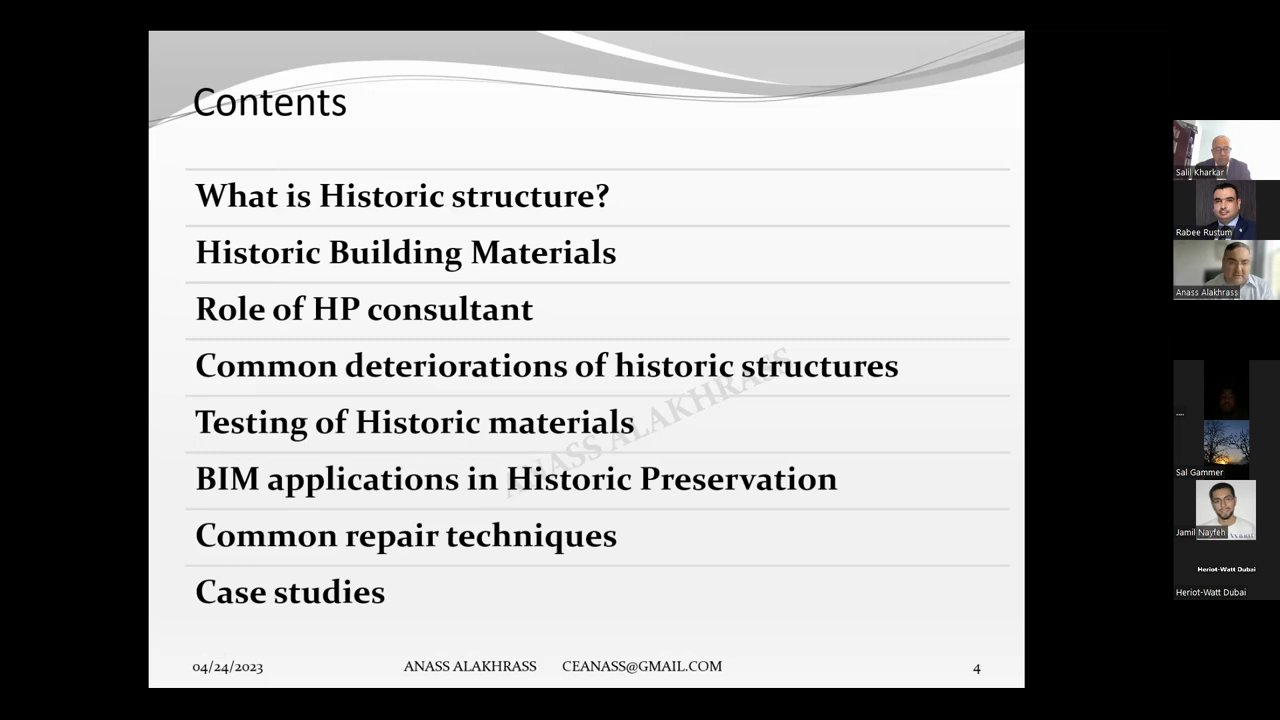 Contents
What is Historic structure?
Historic Building Materials
Role of HP consultant
Common deteriorations of historic structures
Testing of Historic materials
BIM applications in Historic Preservation
Common repair techniques
Case studies
ANASS ALAKHRASS
04/24/2023 ANASS ALAKHRASS CEANASS@GMAIL.COM 4
Salil Kharkar
Rabee Rustum
Anass Alakhrass
....
Sal Gammer
Jamil Nayfeh
Heriot-Watt Dubai
Heriot-Watt Dubai